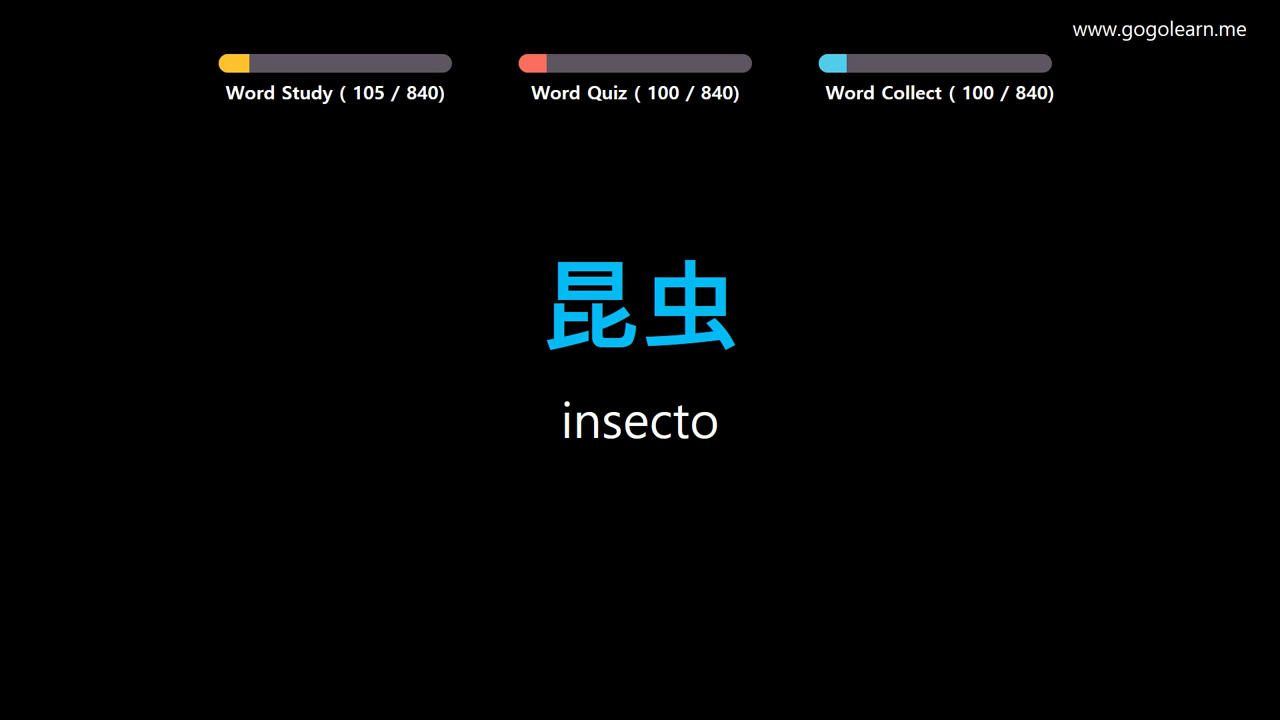 www.gogolearn.me
Word Study ( 105 / 840)
Word Quiz ( 100 / 840)
Word Collect ( 100 / 840)
昆虫
insecto